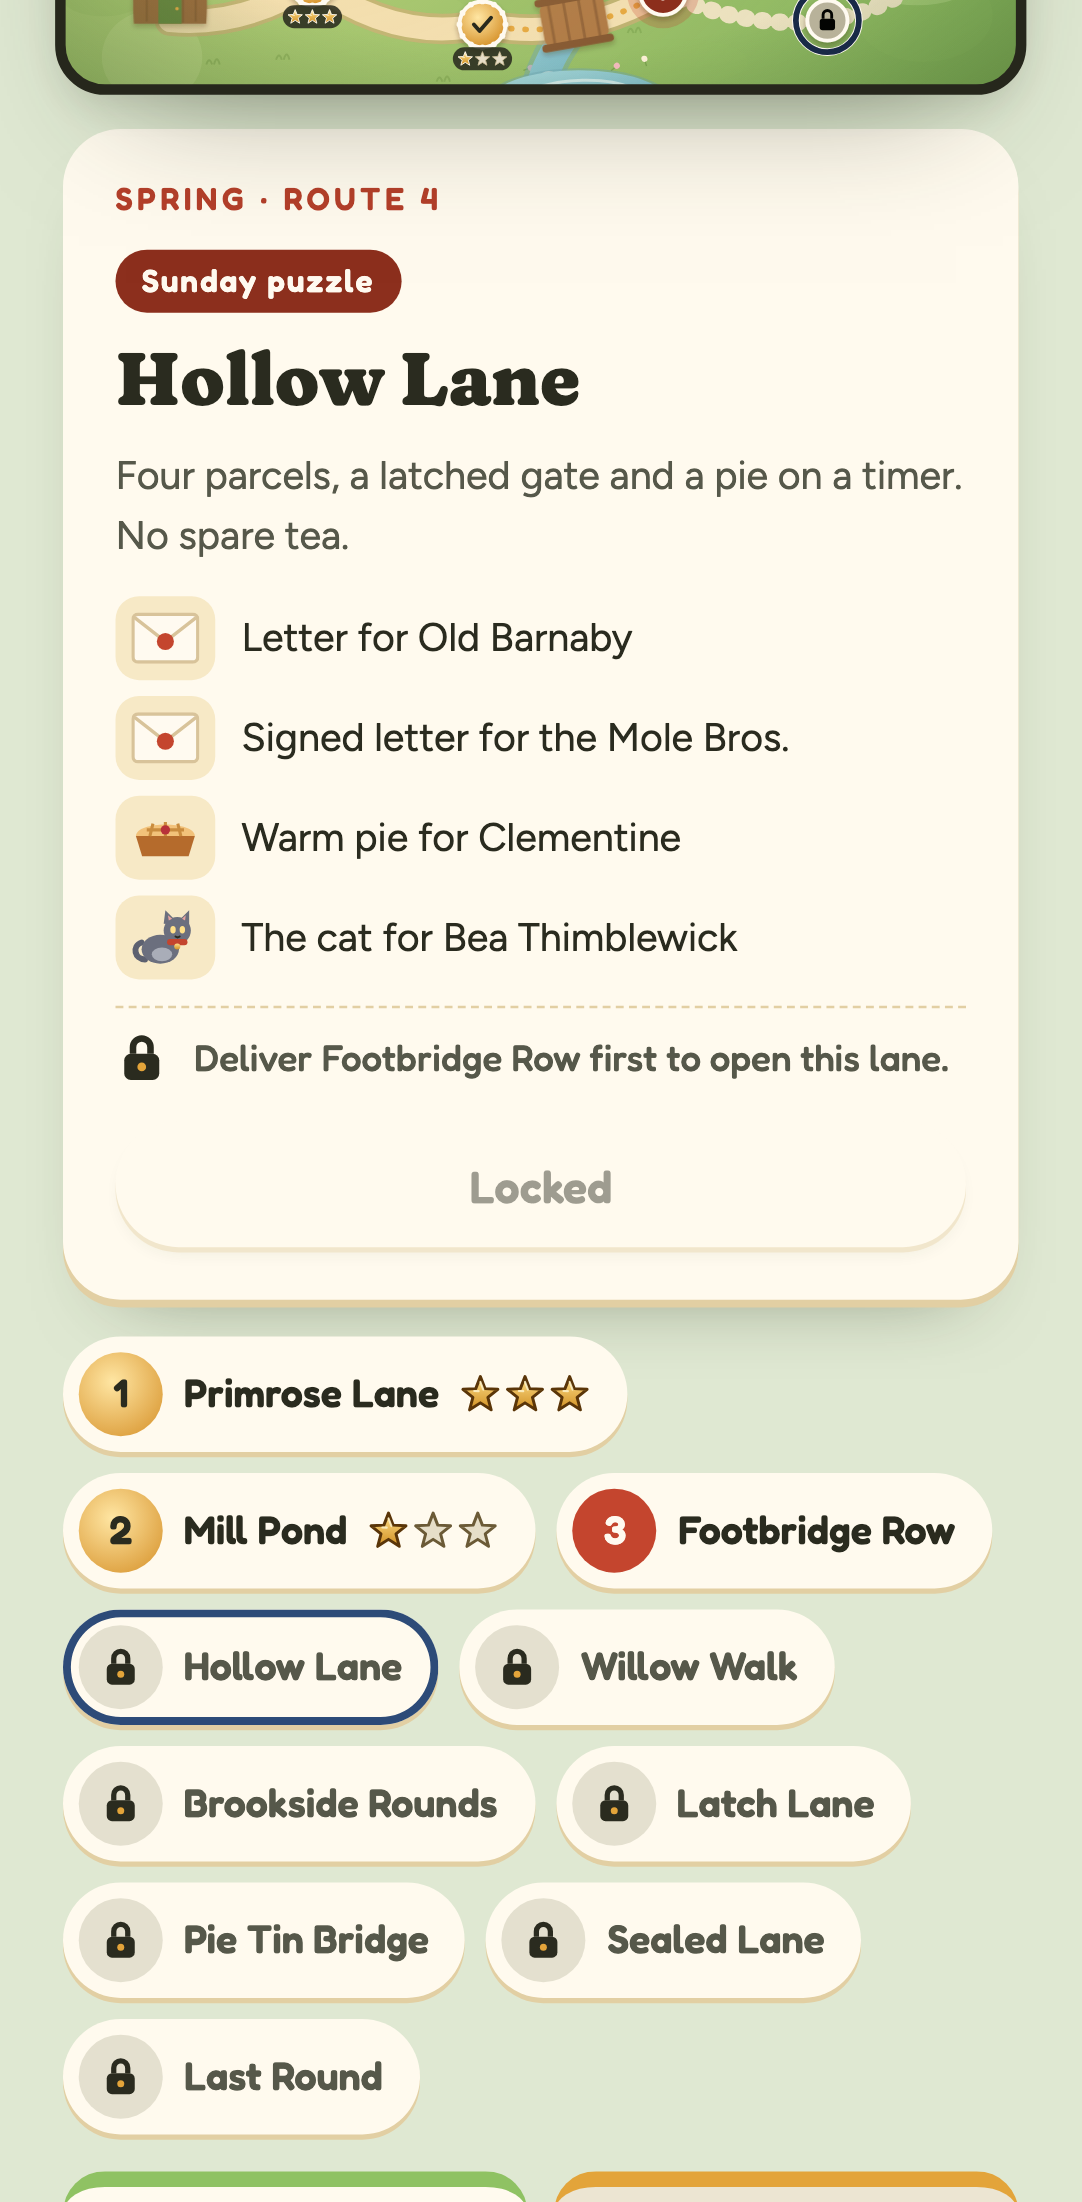 SPRING · ROUTE 4
Sunday puzzle
Hollow Lane
Four parcels, a latched gate and a pie on a timer.
No spare tea.
Letter for Old Barnaby
Signed letter for the Mole Bros.
Warm pie for Clementine
The cat for Bea Thimblewick
Deliver Footbridge Row first to open this lane.
Locked
1 Primrose Lane
2 Mill Pond
3 Footbridge Row
Hollow Lane
Willow Walk
Brookside Rounds
Latch Lane
Pie Tin Bridge
Sealed Lane
Last Round